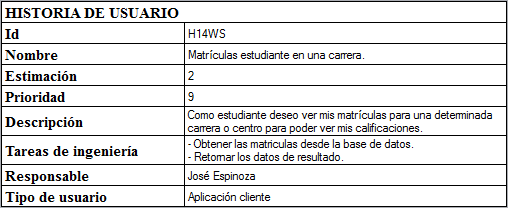 HISTORIA DE USUARIO
Id H14WS
Nombre Matrículas estudiante en una carrera.
Estimación 2
Prioridad 9
Descripción Como estudiante deseo ver mis matrículas para una determinada
carrera o centro para poder ver mis calificaciones.
Tareas de ingeniería - Obtener las matriculas desde la base de datos.
- Retornar los datos de resultado.
Responsable José Espinoza
Tipo de usuario Aplicación cliente